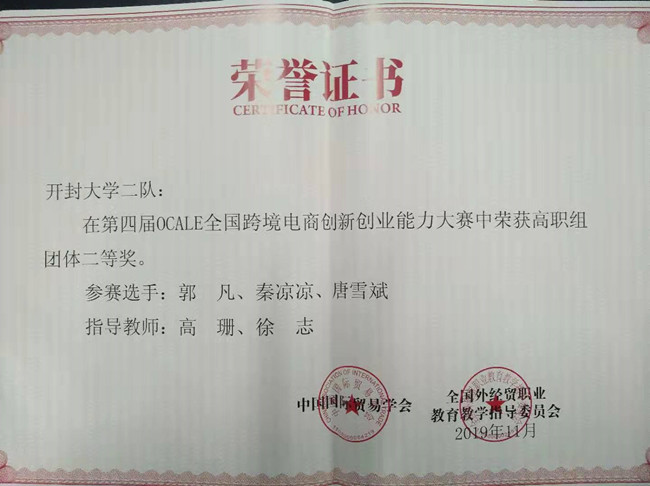 荣誉证书
CERTIFICATE OF HONOR
开封大学二队：
在第四届OCALE全国跨境电商创新创业能力大赛中荣获高职组
团体二等奖。
参赛选手：郭　凡、秦凉凉、唐雪斌
指导教师：高　珊、徐　志
中国国际贸易学会
全国外经贸职业
教育教学指导委员会
2019年11月